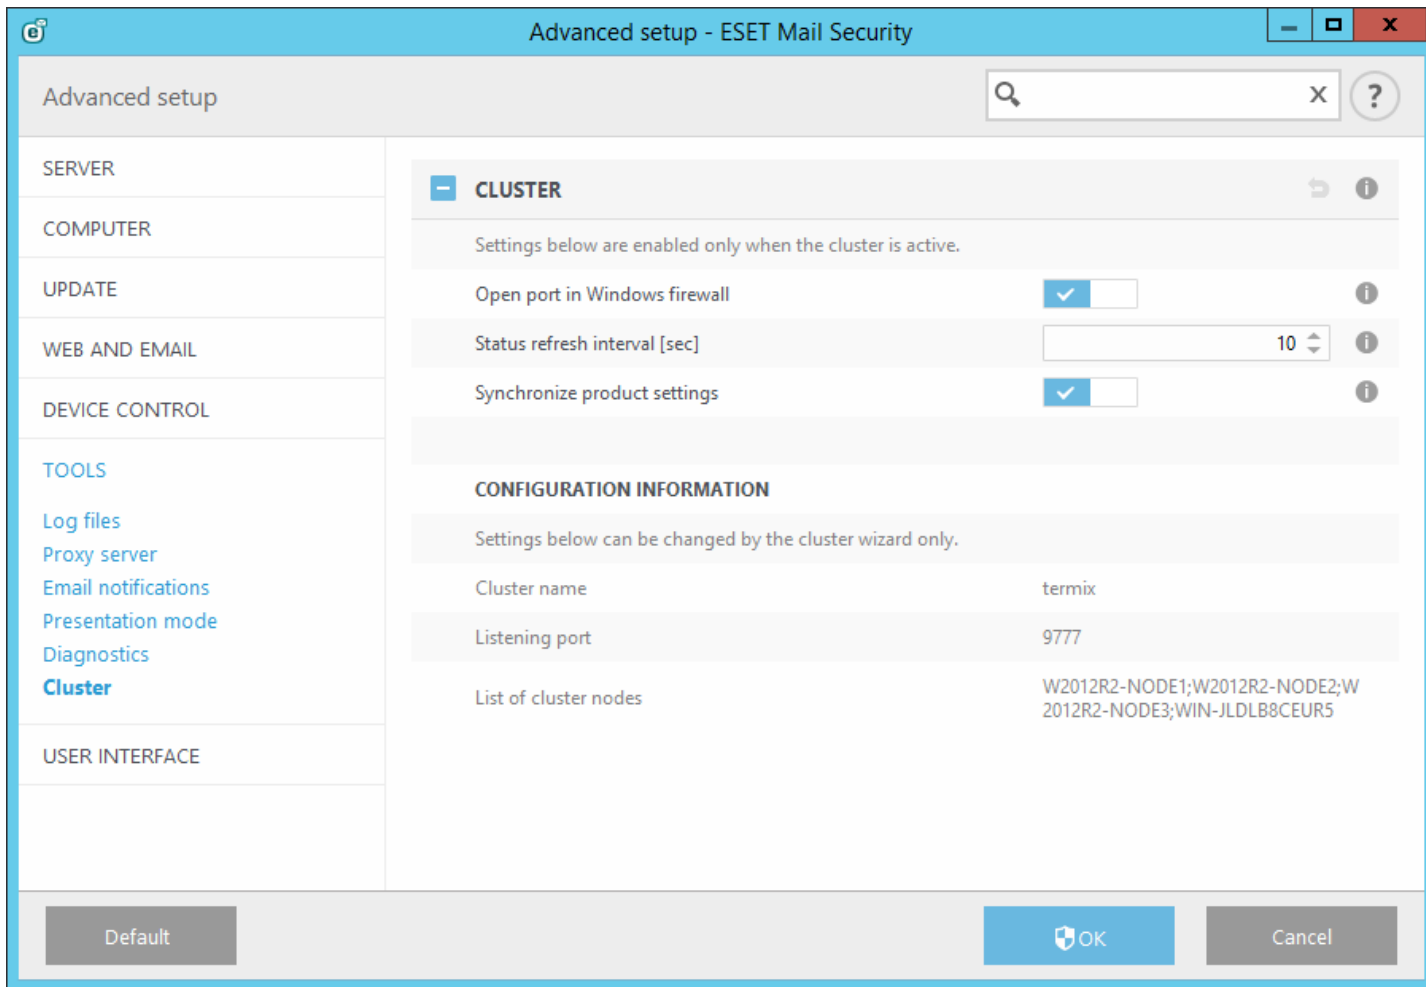 Advanced setup - ESET Mail Security
Advanced setup
SERVER
COMPUTER
UPDATE
WEB AND EMAIL
DEVICE CONTROL
TOOLS
Log files
Proxy server
Email notifications
Presentation mode
Diagnostics
Cluster
USER INTERFACE
CLUSTER
Settings below are enabled only when the cluster is active.
Open port in Windows firewall
Status refresh interval [sec] 10
Synchronize product settings
CONFIGURATION INFORMATION
Settings below can be changed by the cluster wizard only.
Cluster name termix
Listening port 9777
List of cluster nodes W2012R2-NODE1;W2012R2-NODE2;W
2012R2-NODE3;WIN-JLDLB8CEUR5
Default OK Cancel